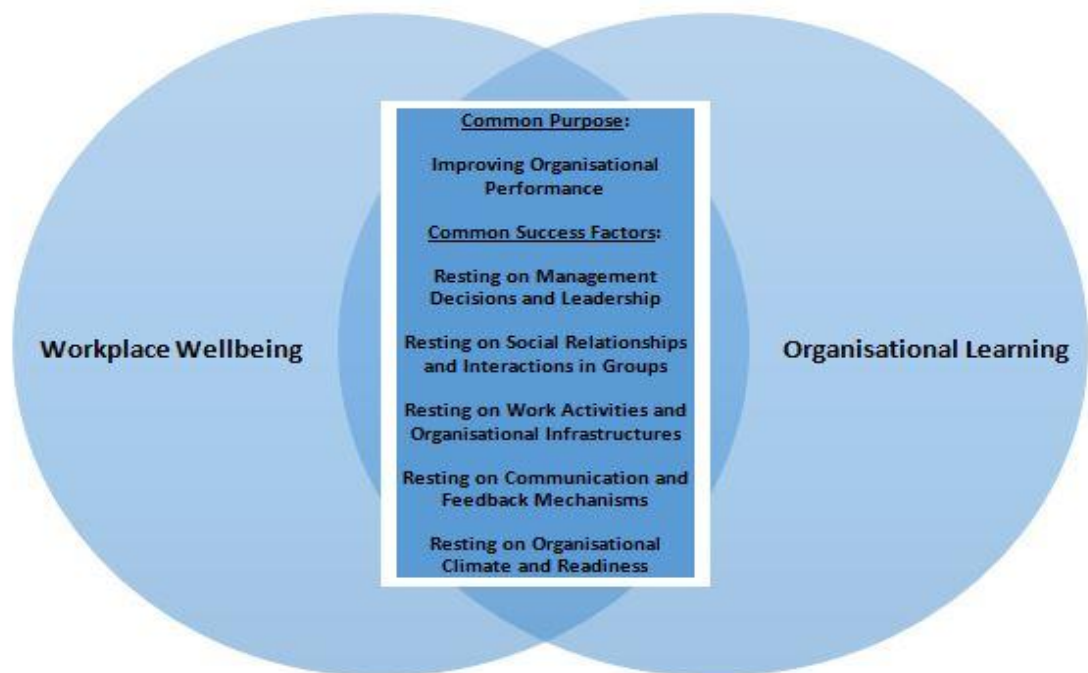 Common Purpose:
Improving Organisational
Performance
Common Success Factors:
Resting on Management
Decisions and Leadership
Workplace Wellbeing
Resting on Social Relationships
and Interactions in Groups
Organisational Learning
Resting on Work Activities and
Organisational Infrastructures
Resting on Communication and
Feedback Mechanisms
Resting on Organisational
Climate and Readiness